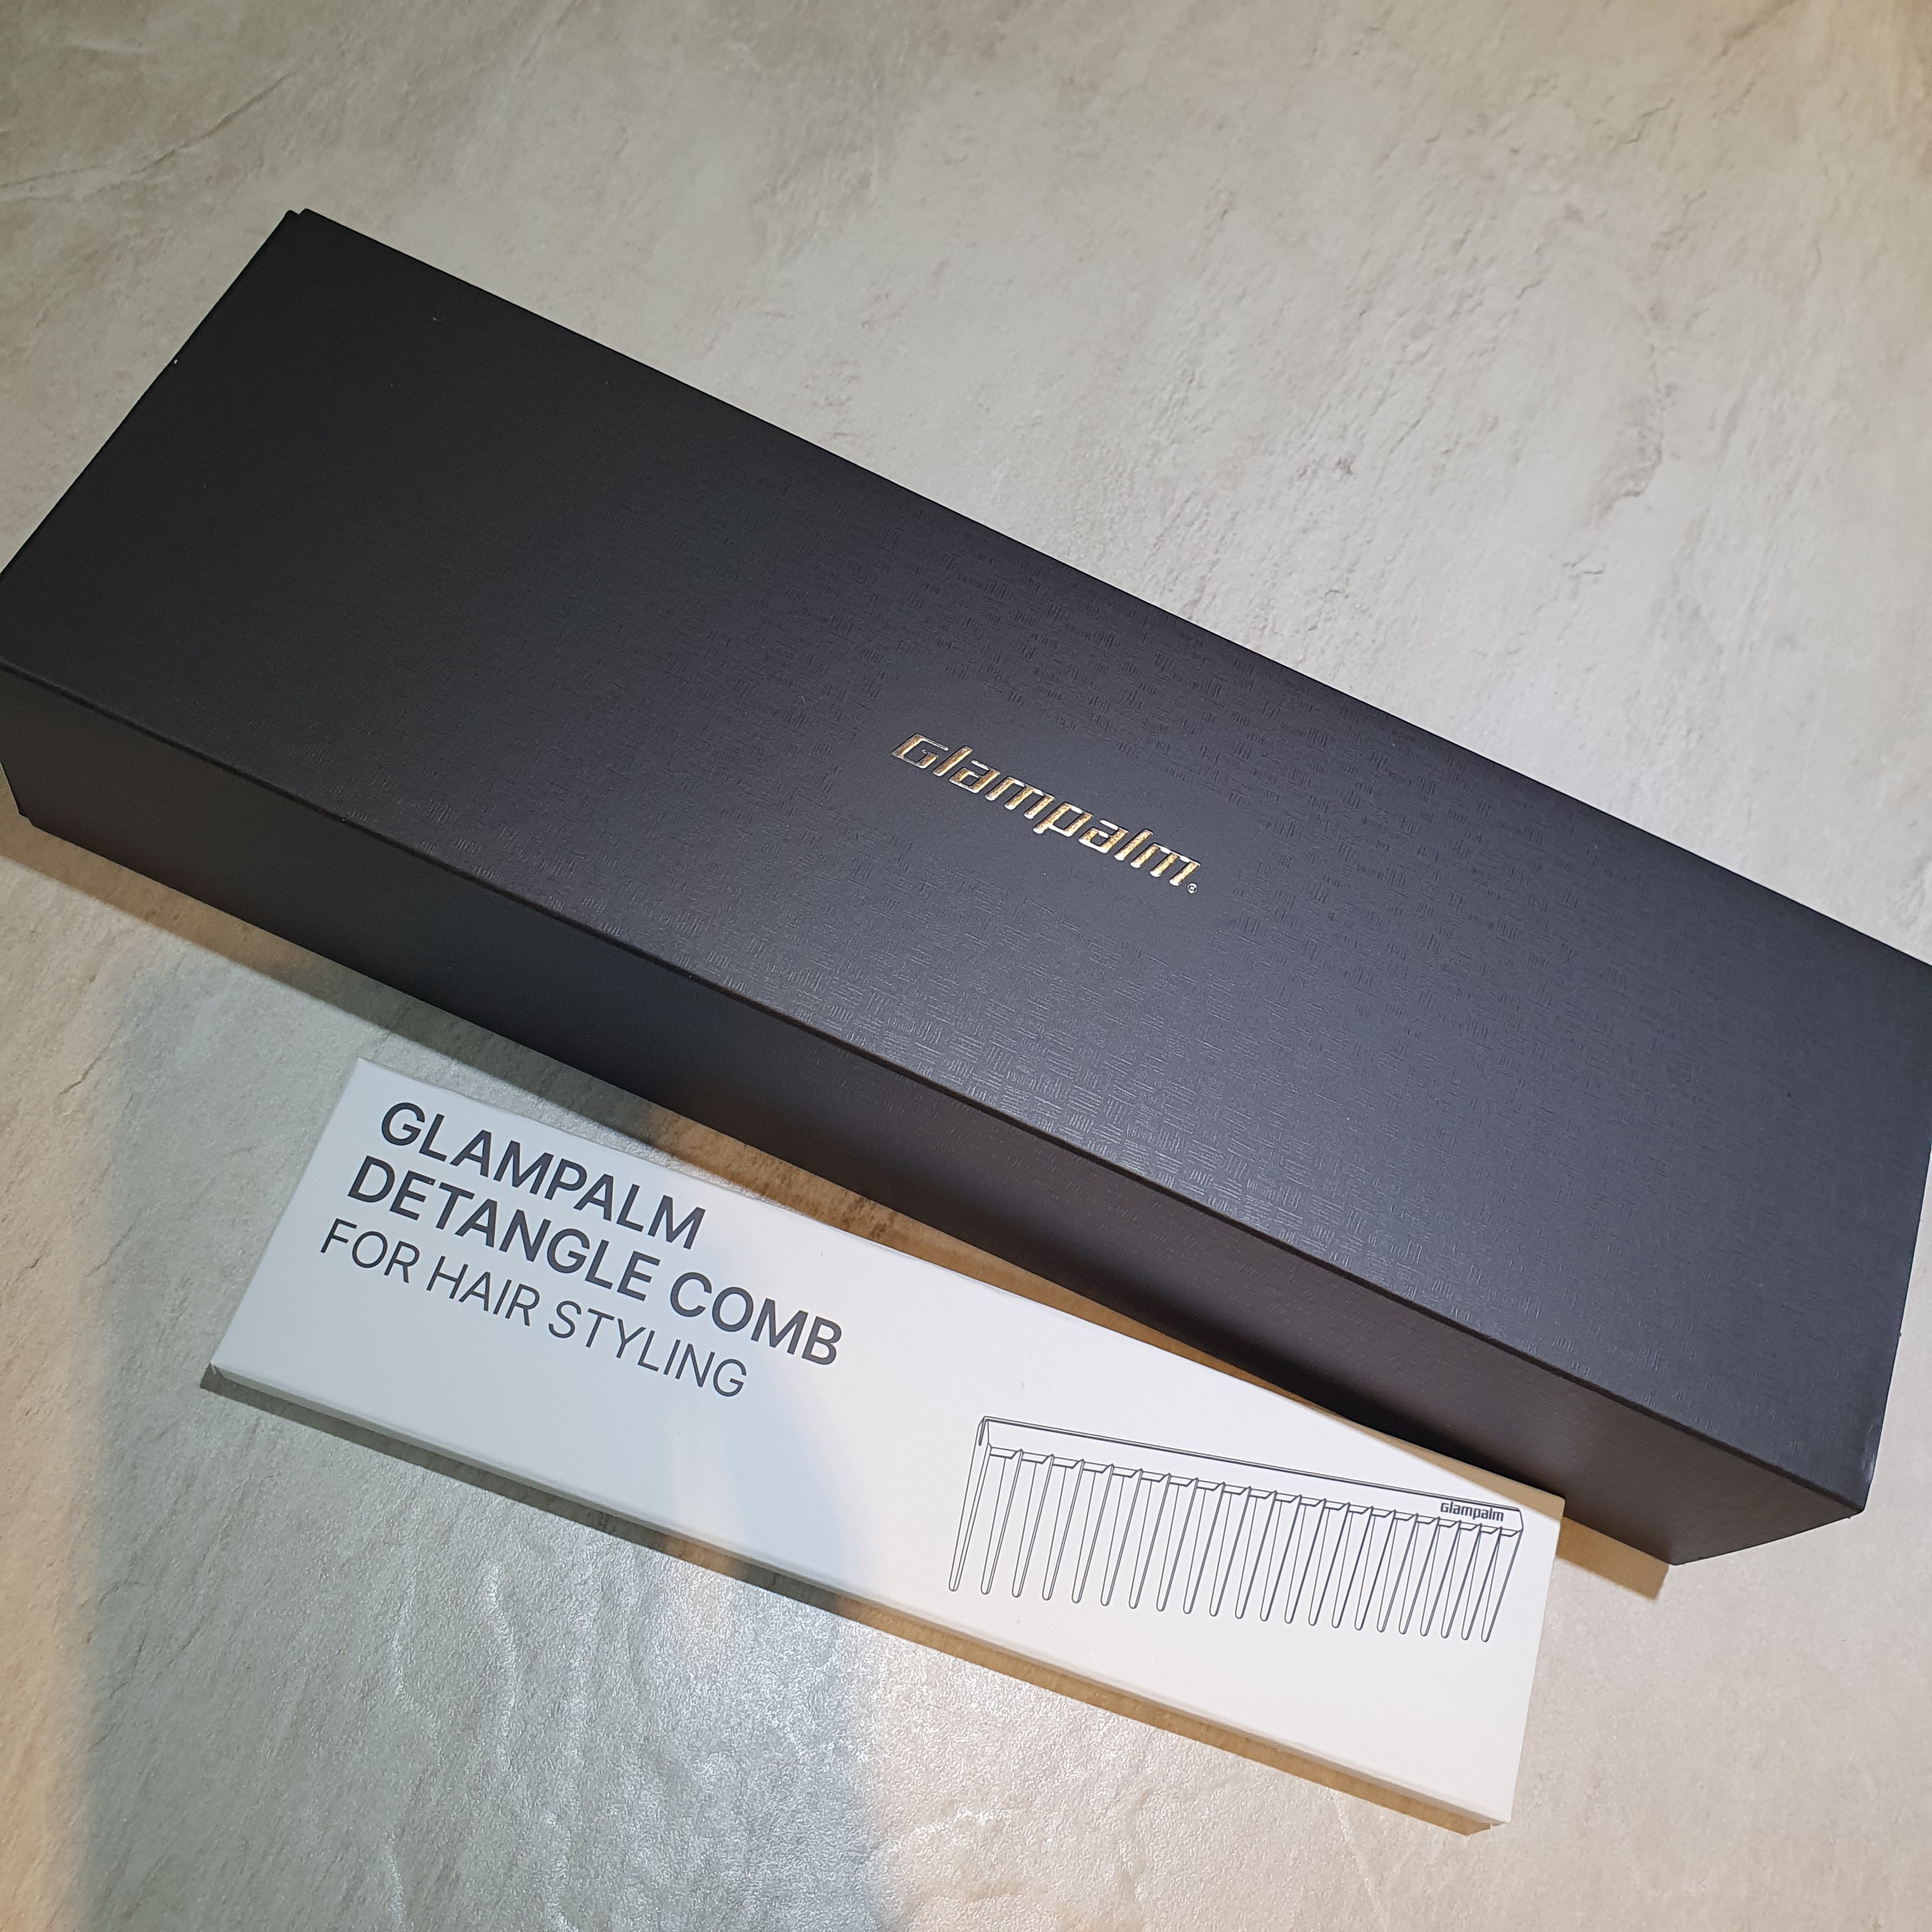 Glampalm®
GLAMPALM
DETANGLE COMB
FOR HAIR STYLING
Glampalm